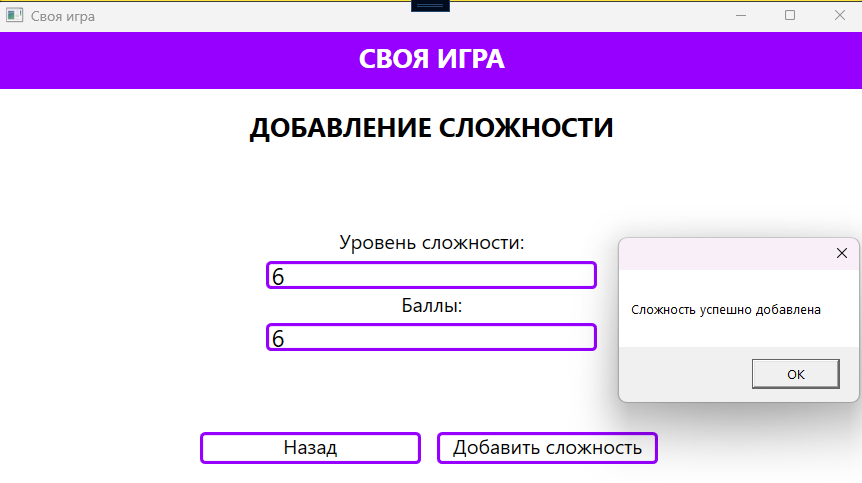 Своя игра
СВОЯ ИГРА
ДОБАВЛЕНИЕ СЛОЖНОСТИ
Уровень сложности:
6
Баллы:
6
Сложность успешно добавлена
OK
Назад
Добавить сложность